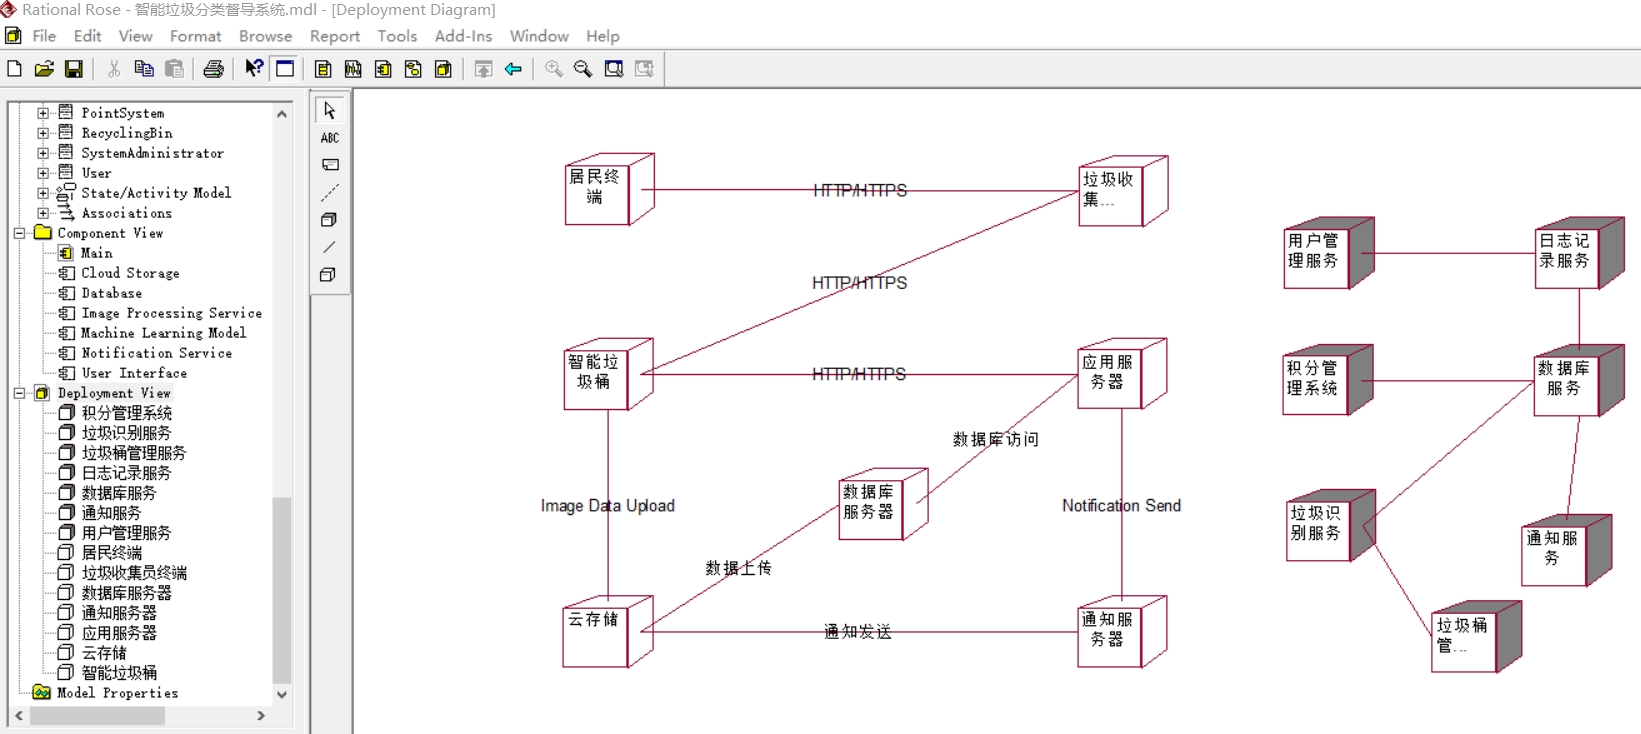 Rational Rose - 智能垃圾分类督导系统.mdl - [Deployment Diagram]
File Edit View Format Browse Report Tools Add-Ins Window Help
PointSystem
RecyclingBin
SystemAdministrator
User
State/Activity Model
Associations
Component View
Main
Cloud Storage
Database
Image Processing Service
Machine Learning Model
Notification Service
User Interface
Deployment View
积分管理系统
垃圾识别服务
垃圾桶管理服务
日志记录服务
数据库服务
通知服务
用户管理服务
居民终端
垃圾收集员终端
数据库服务器
通知服务器
应用服务器
云存储
智能垃圾桶
Model Properties
ABC
居民终
端
HTTP/HTTPS
垃圾收
集...
HTTP/HTTPS
智能垃
圾桶
HTTP/HTTPS
应用服
务器
数据库访问
数据库
服务器
Image Data Upload
Notification Send
数据上传
云存储
通知发送
通知服
务器
用户管
理服务
日志记
录服务
积分管
理系统
数据库
服务
垃圾识
别服务
通知服
务
垃圾桶
管...